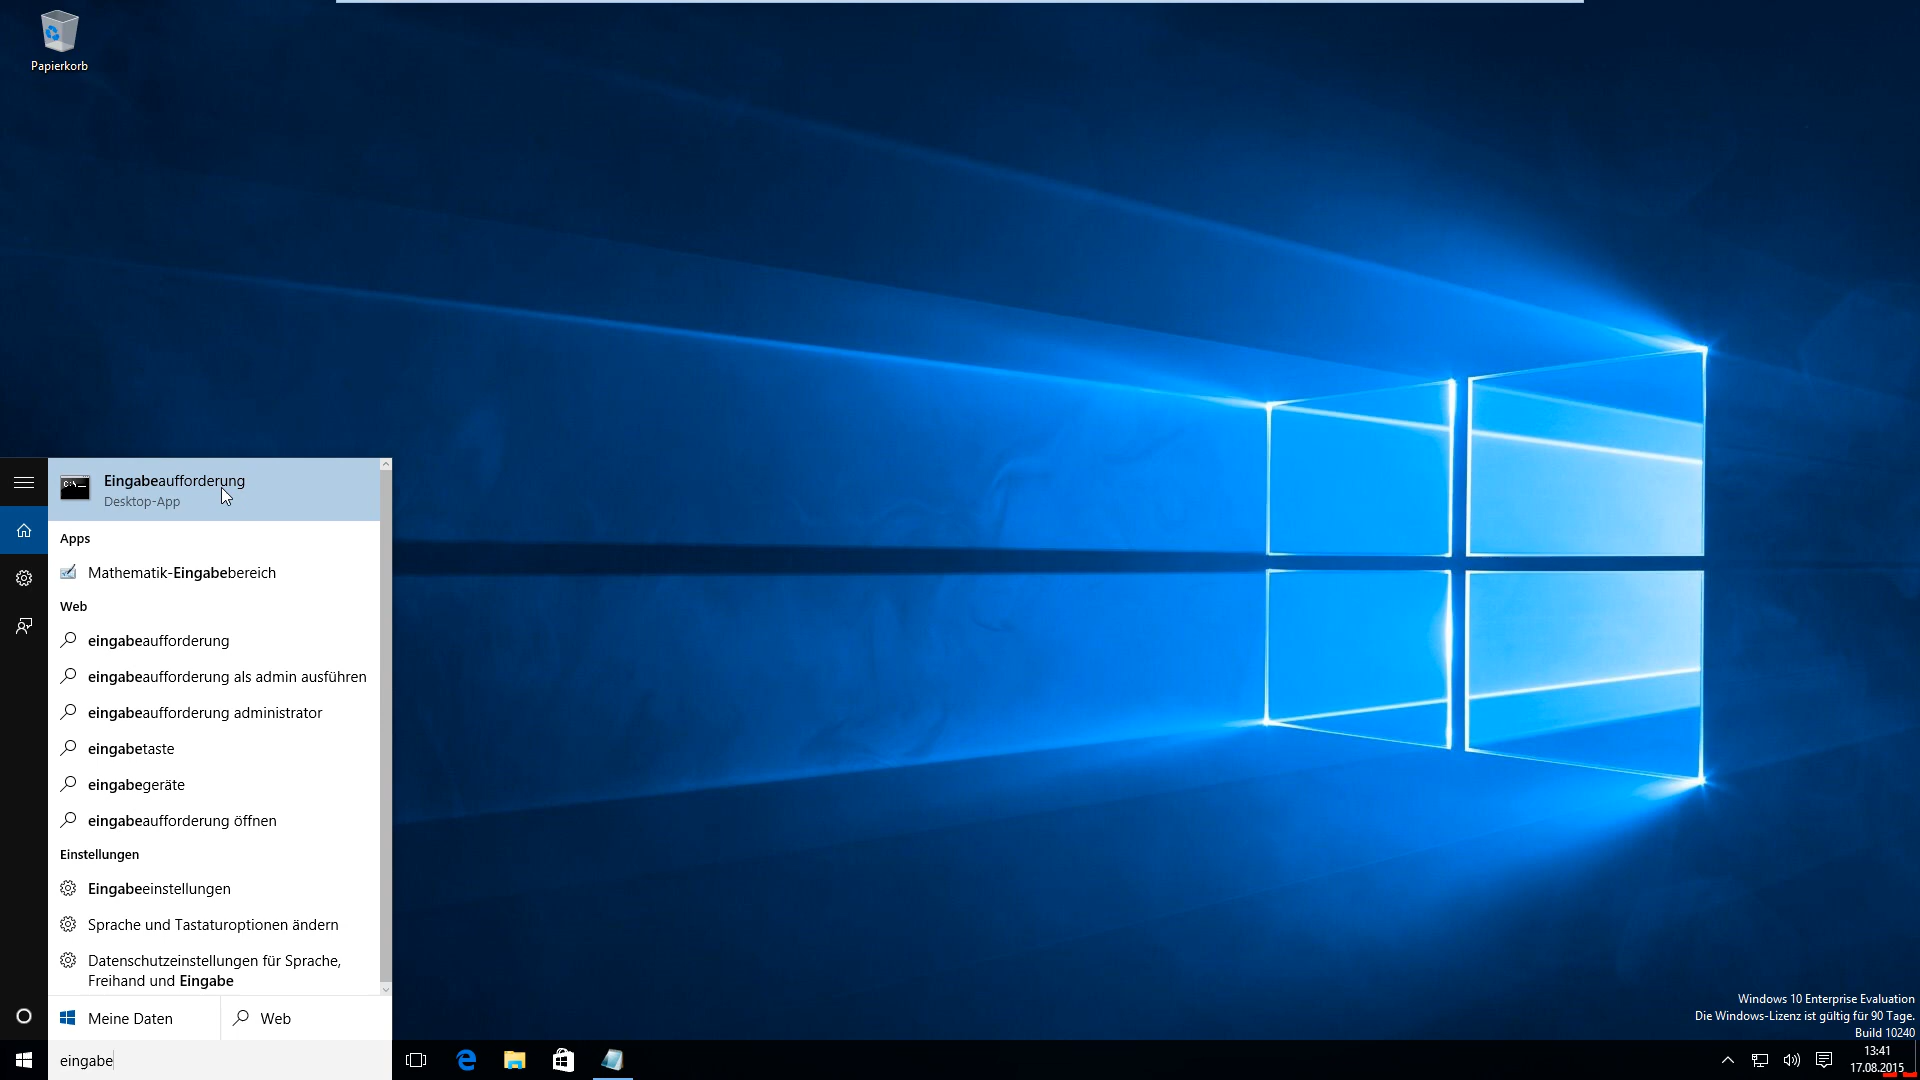 Papierkorb
Eingabeaufforderung
Desktop-App
Apps
Mathematik-Eingabebereich
Web
eingabeaufforderung
eingabeaufforderung als admin ausführen
eingabeaufforderung administrator
eingabetaste
eingabegeräte
eingabeaufforderung öffnen
Einstellungen
Eingabeeinstellungen
Sprache und Tastaturoptionen ändern
Datenschutzeinstellungen für Sprache,
Freihand und Eingabe
Meine Daten
Web
eingabe
Windows 10 Enterprise Evaluation
Die Windows-Lizenz ist gültig für 90 Tage.
Build 10240
13:41
17.08.2015